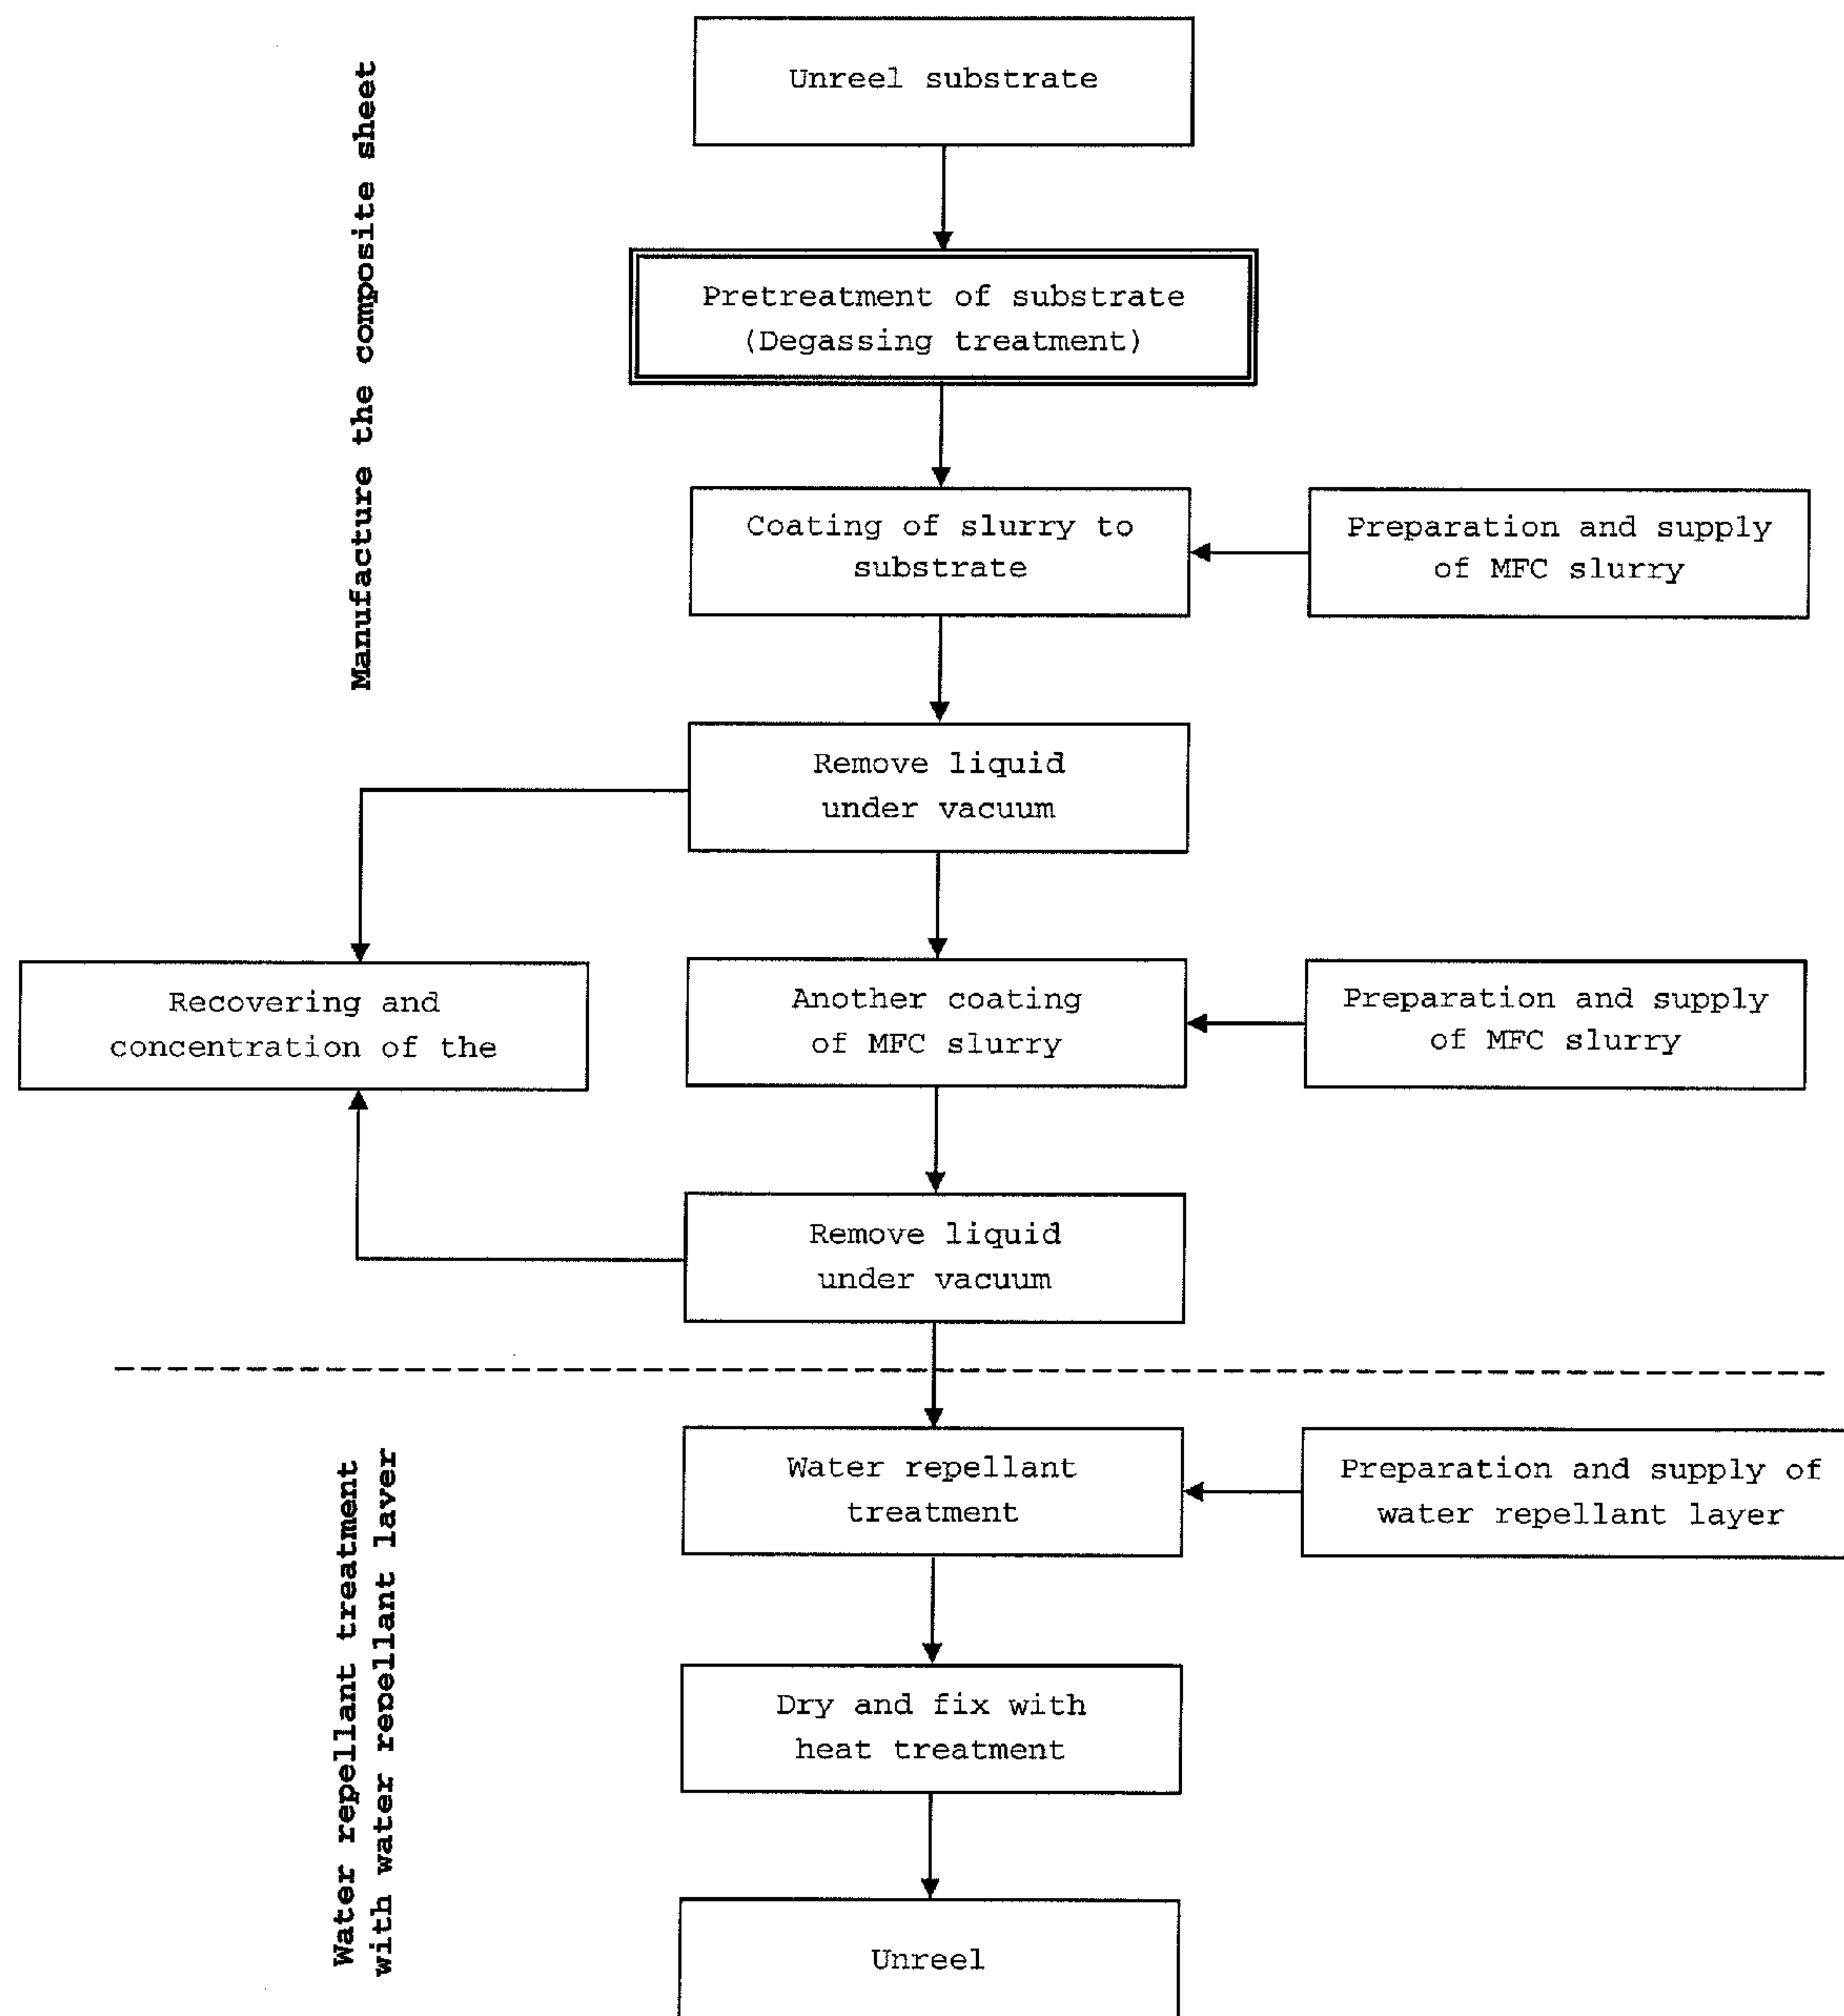 Manufacture the composite sheet
Unreel substrate
Pretreatment of substrate
(Degassing treatment)
Coating of slurry to
substrate
Preparation and supply
of MFC slurry
Remove liquid
under vacuum
Recovering and
concentration of the
Another coating
of MFC slurry
Preparation and supply
of MFC slurry
Remove liquid
under vacuum
Water repellant treatment
with water repellant laver
Water repellant
treatment
Preparation and supply of
water repellant layer
Dry and fix with
heat treatment
Unreel